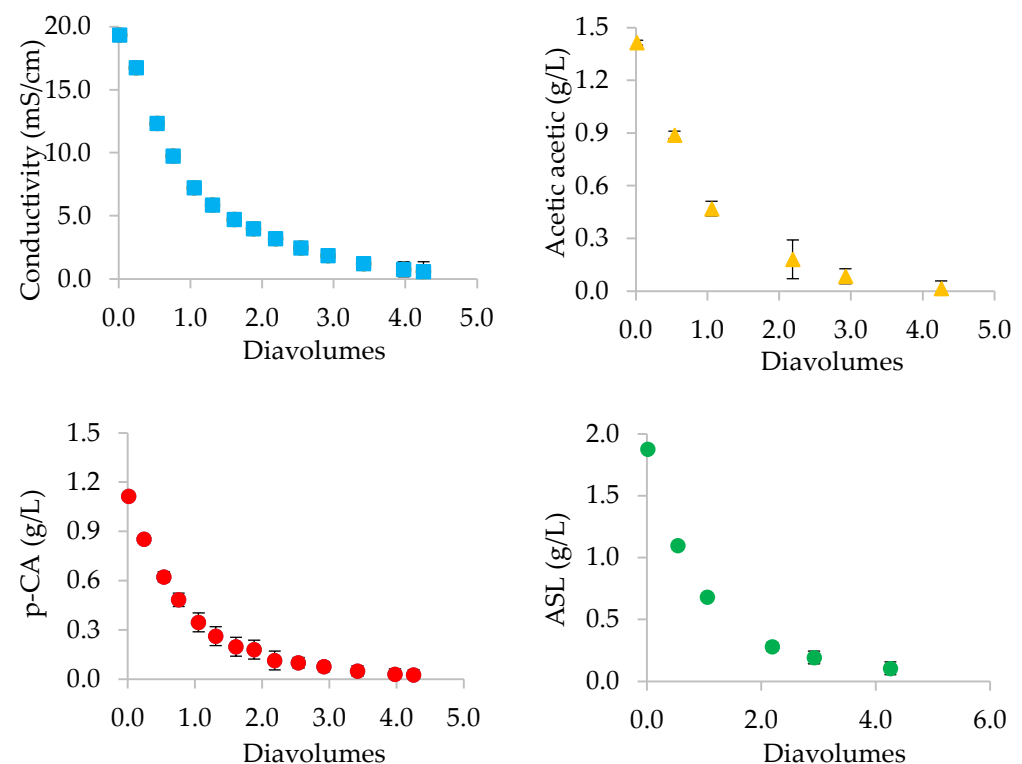 Conductivity (mS/cm)
20.0
15.0
10.0
5.0
0.0
0.0 1.0 2.0 3.0 4.0 5.0
Diavolumes
Acetic acetic (g/L)
1.5
1.2
0.9
0.6
0.3
0.0
0.0 1.0 2.0 3.0 4.0 5.0
Diavolumes
p-CA (g/L)
1.5
1.2
0.9
0.6
0.3
0.0
0.0 1.0 2.0 3.0 4.0 5.0
Diavolumes
ASL (g/L)
2.0
1.5
1.0
0.5
0.0
0.0 2.0 4.0 6.0
Diavolumes